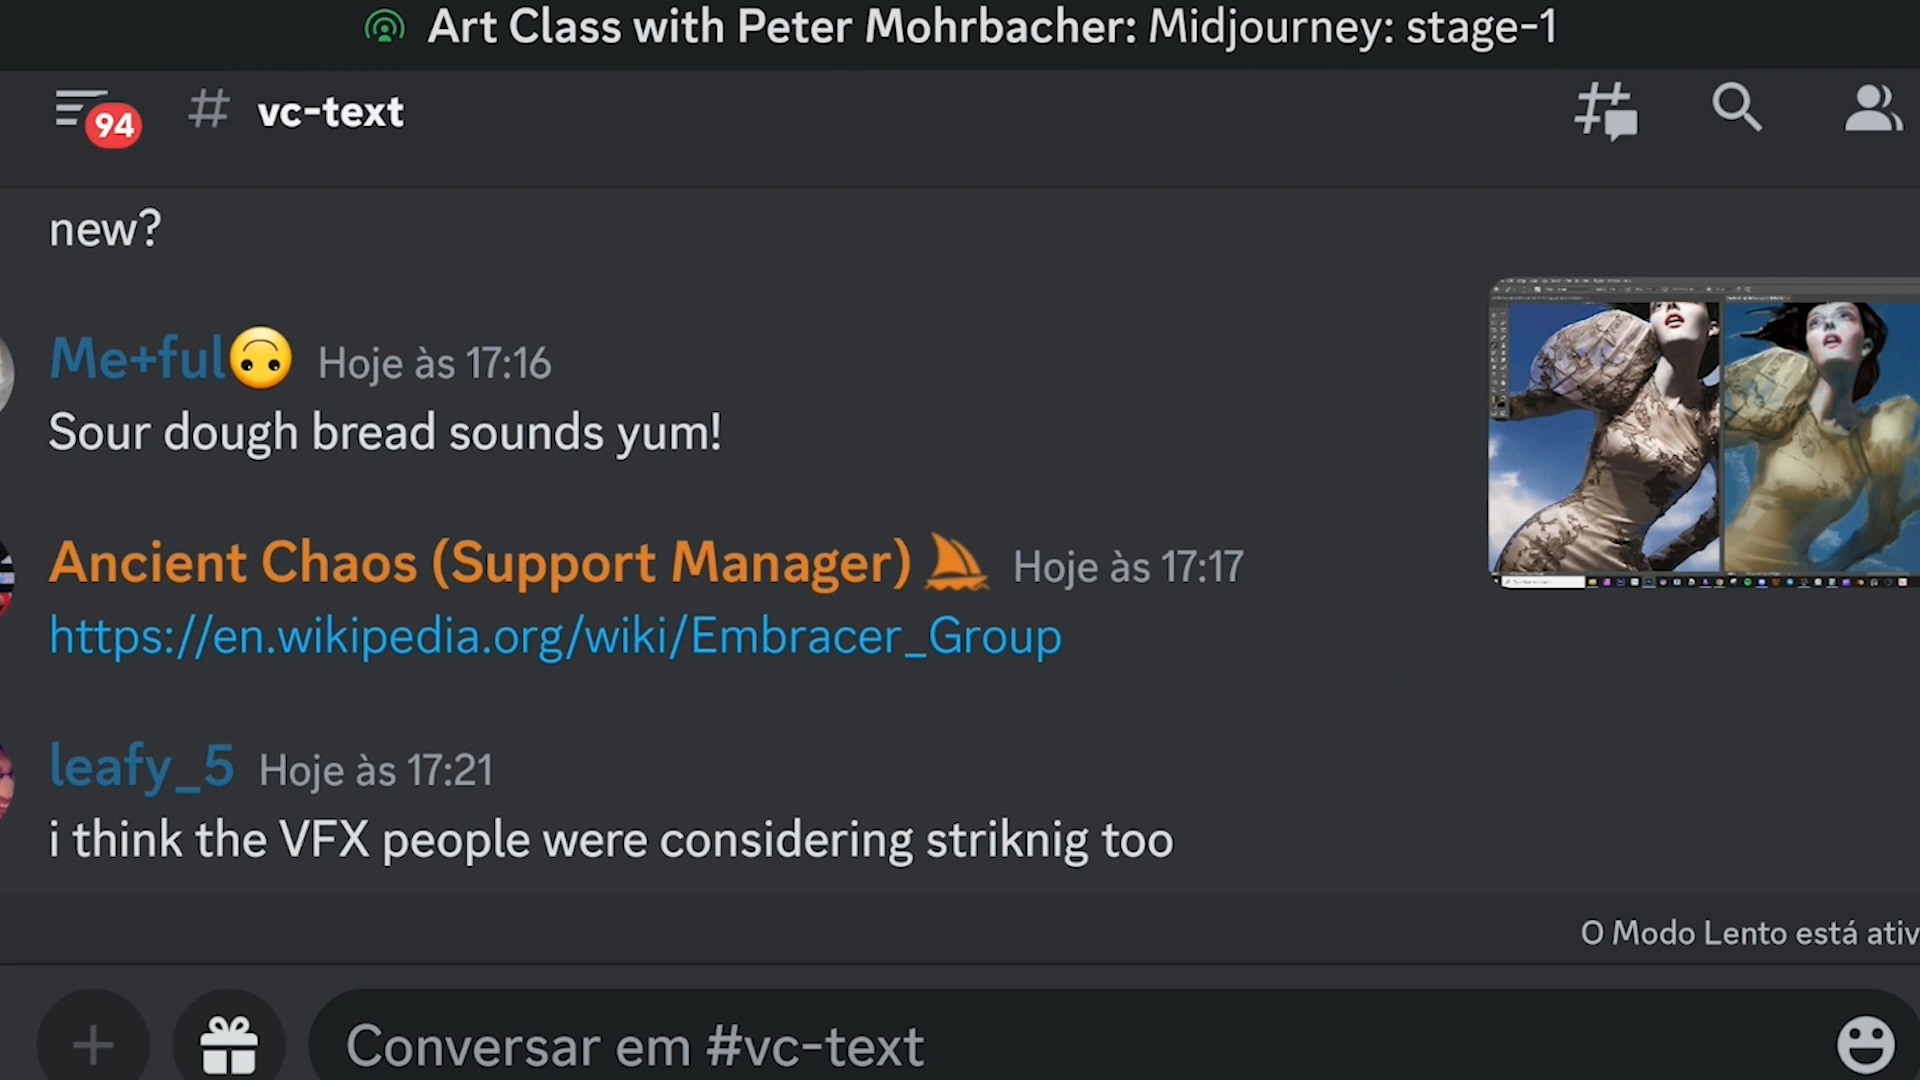 Art Class with Peter Mohrbacher: Midjourney: stage-1
94
# vc-text
new?
Me+ful🙃 Hoje às 17:16
Sour dough bread sounds yum!
Ancient Chaos (Support Manager) Hoje às 17:17
https://en.wikipedia.org/wiki/Embracer_Group
leafy_5 Hoje às 17:21
i think the VFX people were considering striknig too
O Modo Lento está ativ
Conversar em #vc-text